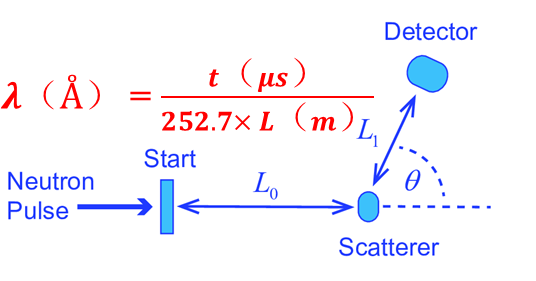 Detector
λ（Å）= t（μs） / 252.7× L（m）
L₁
Start
L₀
θ
Neutron
Pulse
Scatterer